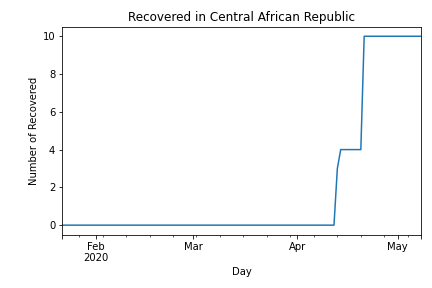 Recovered in Central African Republic
Number of Recovered
10
8
6
4
2
0
Feb
2020
Mar
Apr
May
Day